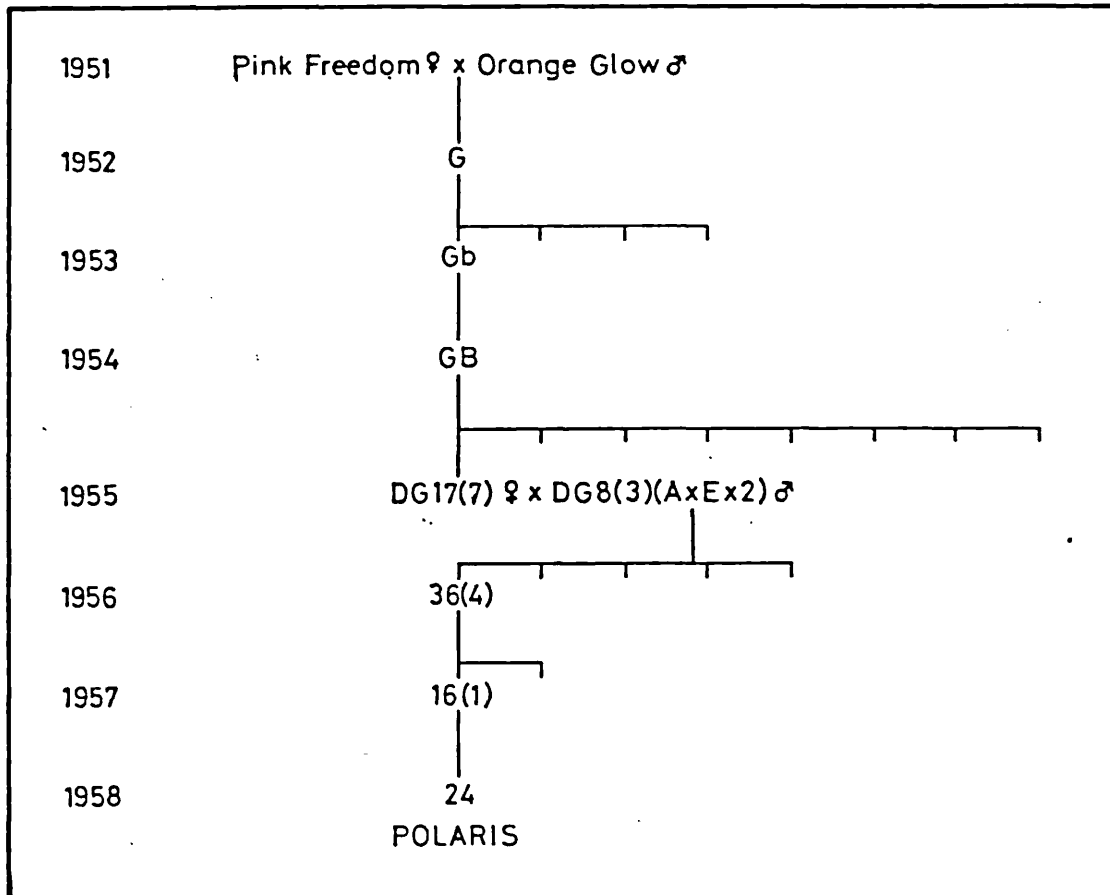 1951 Pink Freedom ♀ x Orange Glow ♂
1952 G
1953 Gb
1954 GB
1955 DG17(7) ♀ x DG8(3)(AxEx2) ♂
1956 36(4)
1957 16(1)
1958 24
POLARIS